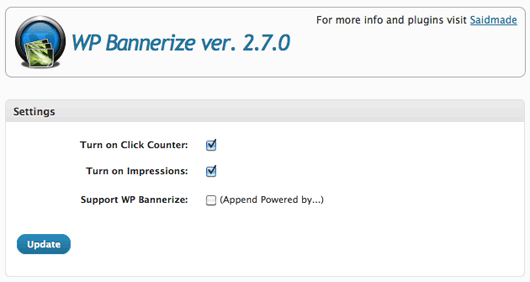 For more info and plugins visit Saidmade
WP Bannerize ver. 2.7.0
Settings
Turn on Click Counter:
Turn on Impressions:
Support WP Bannerize: (Append Powered by...)
Update